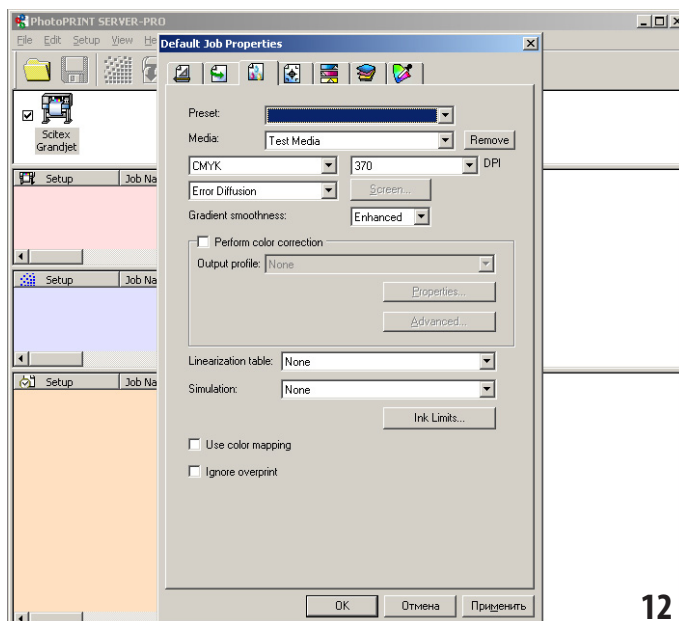 PhotoPRINT SERVER-PRO
File Edit Setup View He
Default Job Properties
Scitex
Grandjet
Preset:
Media: Test Media Remove
CMYK 370 DPI
Error Diffusion Screen...
Gradient smoothness: Enhanced
Perform color correction
Output profile: None
Properties...
Advanced...
Linearization table: None
Simulation: None
Ink Limits...
Use color mapping
Ignore overprint
OK Отмена Применить
Setup Job Na
Setup Job Na
Setup Job Na
12